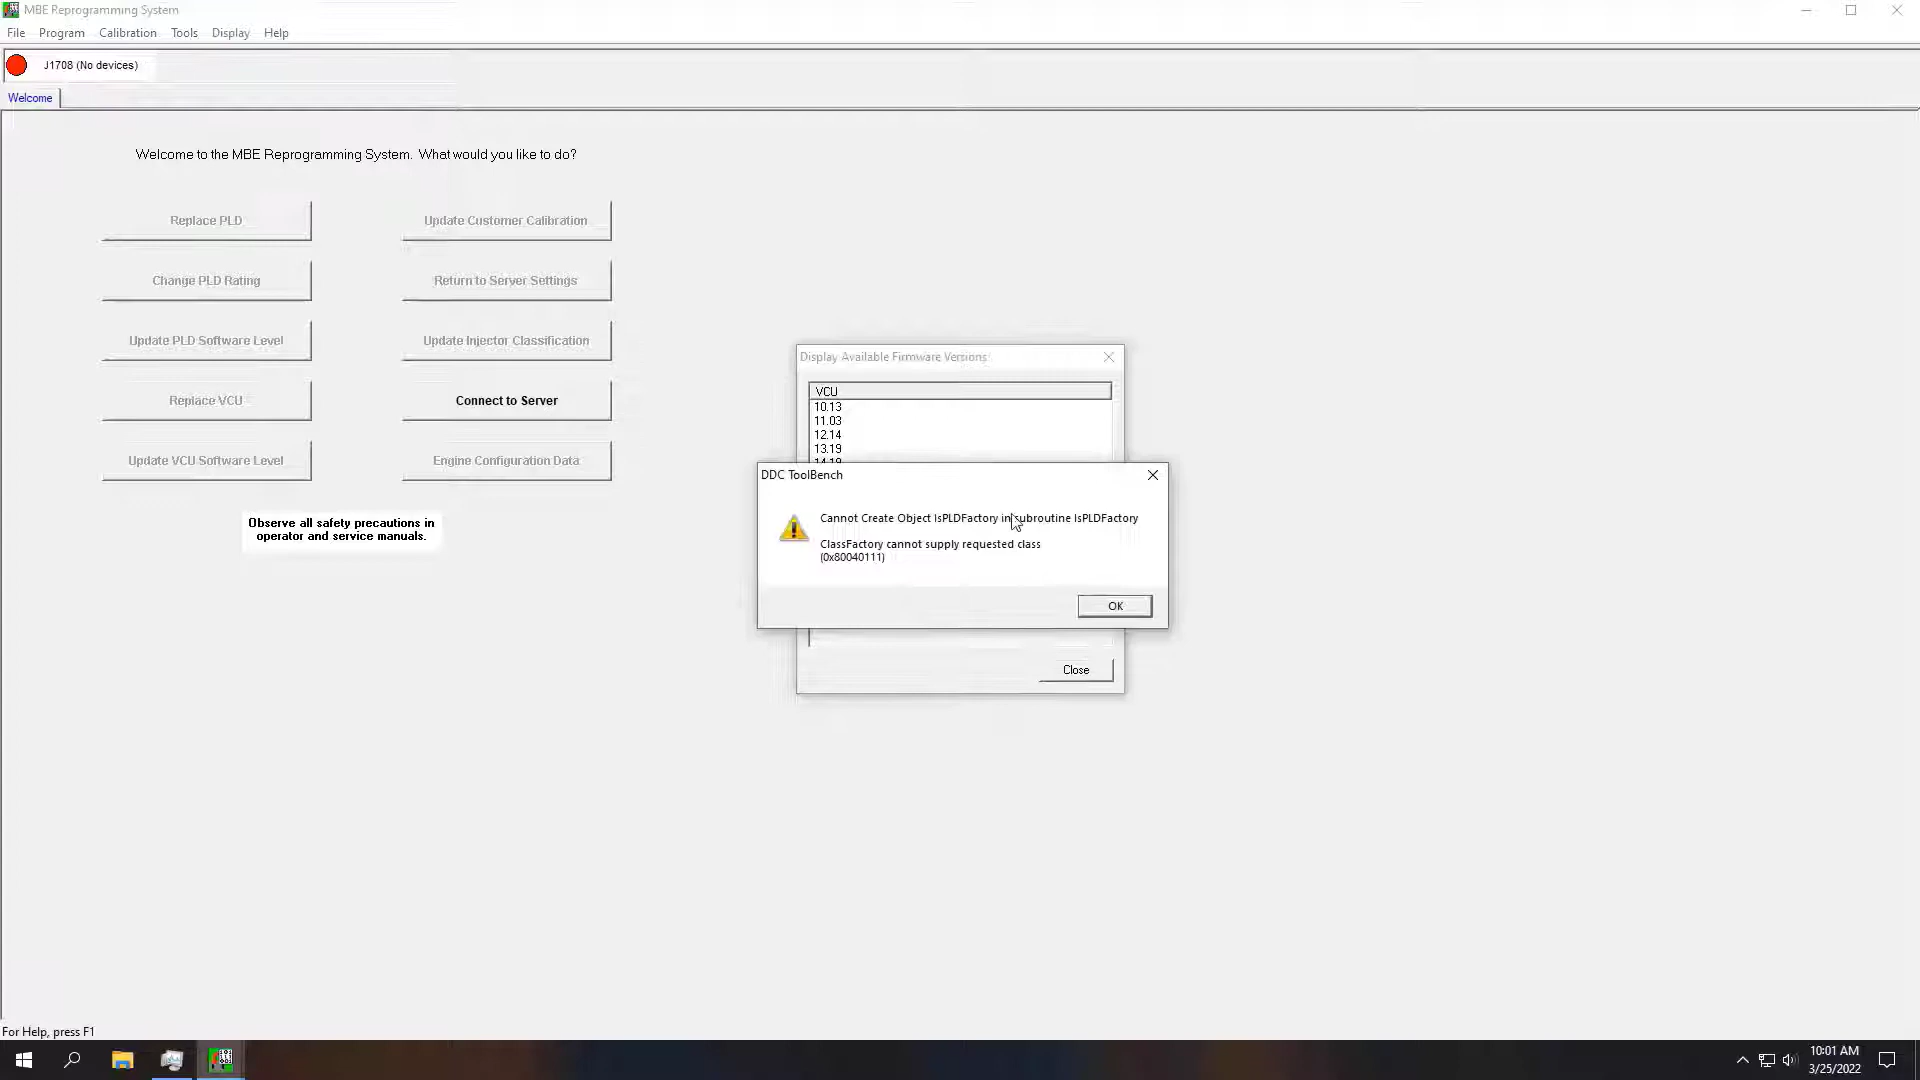 MBE Reprogramming System
File Program Calibration Tools Display Help
J1708 (No devices)
Welcome
Welcome to the MBE Reprogramming System. What would you like to do?
Replace PLD
Update Customer Calibration
Change PLD Rating
Return to Server Settings
Update PLD Software Level
Update Injector Classification
Replace VCU
Connect to Server
Update VCU Software Level
Engine Configuration Data
Observe all safety precautions in
operator and service manuals.
Display Available Firmware Versions
VCU
10.13
11.03
12.14
13.19
DDC ToolBench
Cannot Create Object IsPLDFactory in subroutine IsPLDFactory
ClassFactory cannot supply requested class
(0x80040111)
OK
Close
For Help, press F1
10:01 AM
3/25/2022